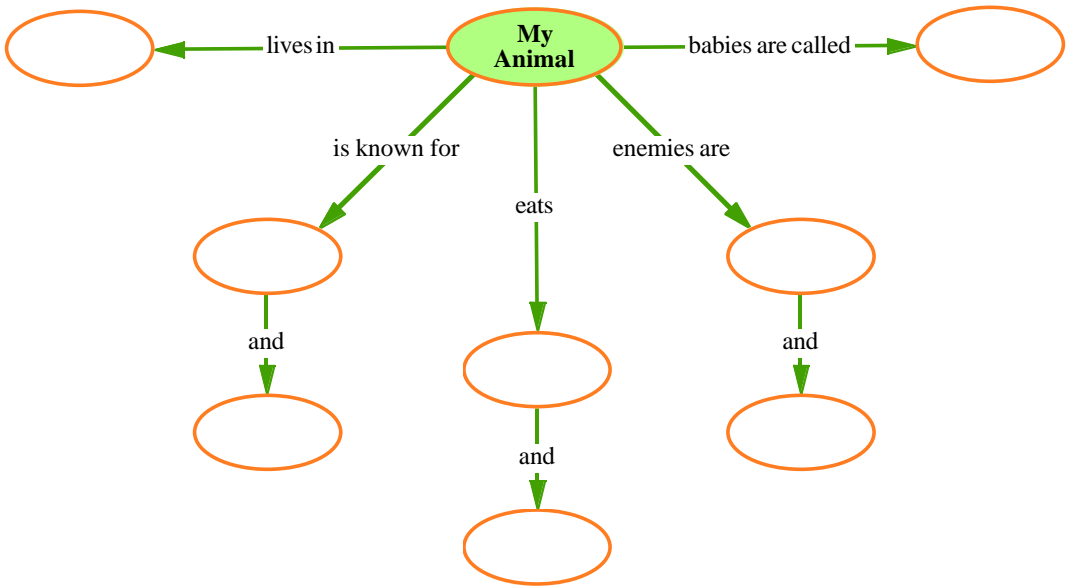 My
Animal
lives in
babies are called
is known for
enemies are
eats
and
and
and